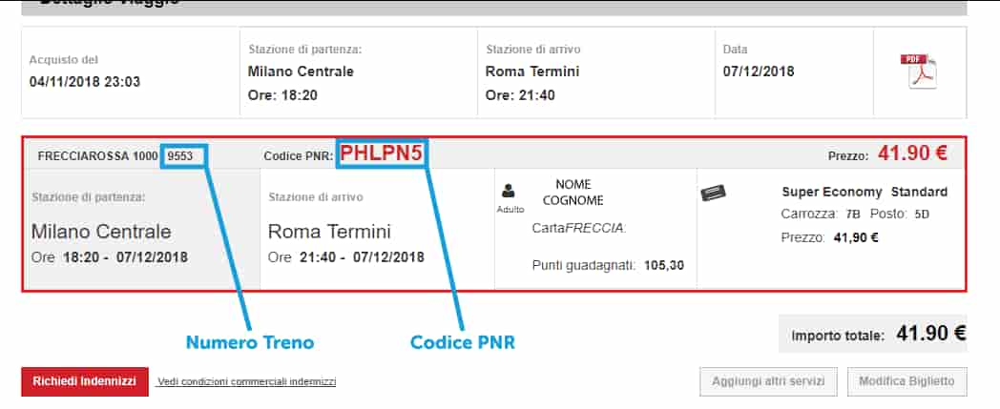 Dettaglio Viaggio
Acquisto del
04/11/2018 23:03
Stazione di partenza:
Milano Centrale
Ore: 18:20
Stazione di arrivo
Roma Termini
Ore: 21:40
Data
07/12/2018
PDF
FRECCIAROSSA 1000 9553
Codice PNR: PHLPN5
Prezzo: 41.90 €
Stazione di partenza:
Milano Centrale
Ore 18:20 - 07/12/2018
Stazione di arrivo
Roma Termini
Ore 21:40 - 07/12/2018
Adulto
NOME
COGNOME
CartaFRECCIA:
Punti guadagnati: 105,30
Super Economy Standard
Carrozza: 7B Posto: 5D
Prezzo: 41,90 €
Numero Treno
Codice PNR
Importo totale: 41.90 €
Richiedi Indennizzi
Vedi condizioni commerciali indennizzi
Aggiungi altri servizi
Modifica Biglietto